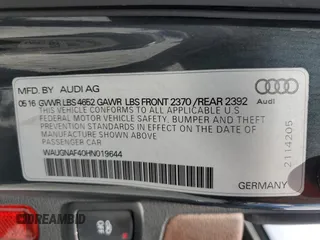 MFD. BY AUDI AG
05 16 GVWR LBS 4652 GAWR LBS FRONT 2370 /REAR 2392
THIS VEHICLE CONFORMS TO ALL APPLICABLE
FEDERAL MOTOR VEHICLE SAFETY, BUMPER AND THEFT
PREVENTION STANDARDS IN EFFECT ON THE
DATE OF MANUFACTURE SHOWN ABOVE.
PASSENGER CAR
WAUGNAF40HN019644
Audi
2114205
GERMANY
IDREAMBID